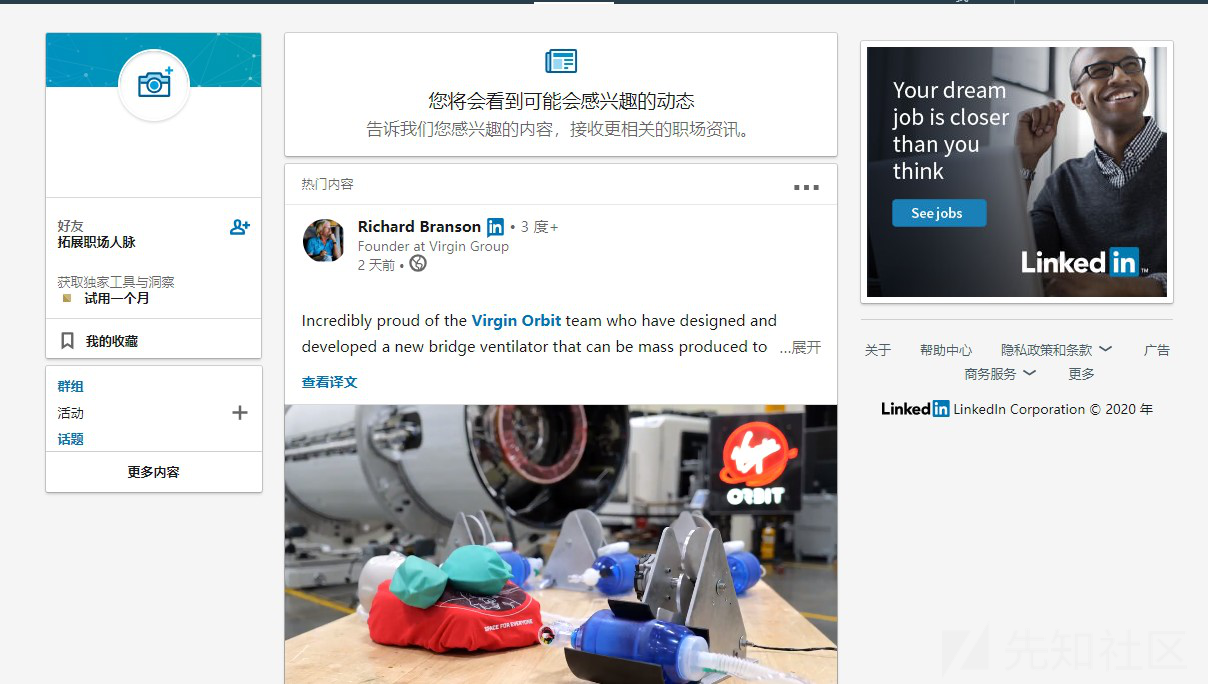 好友
拓展职场人脉
获取独家工具与洞察
试用一个月
我的收藏
群组
活动
话题
更多内容
您将会看到可能会感兴趣的动态
告诉我们您感兴趣的内容，接收更相关的职场资讯。
热门内容
Richard Branson in • 3 度+
Founder at Virgin Group
2 天前 •
Incredibly proud of the Virgin Orbit team who have designed and
developed a new bridge ventilator that can be mass produced to ...展开
查看译文
ORBIT
SPACE FOR EVERYONE
Your dream
job is closer
than you
think
See jobs
Linked in ™
关于 帮助中心 隐私政策和条款 广告
商务服务 更多
Linked in LinkedIn Corporation © 2020 年
先知社区